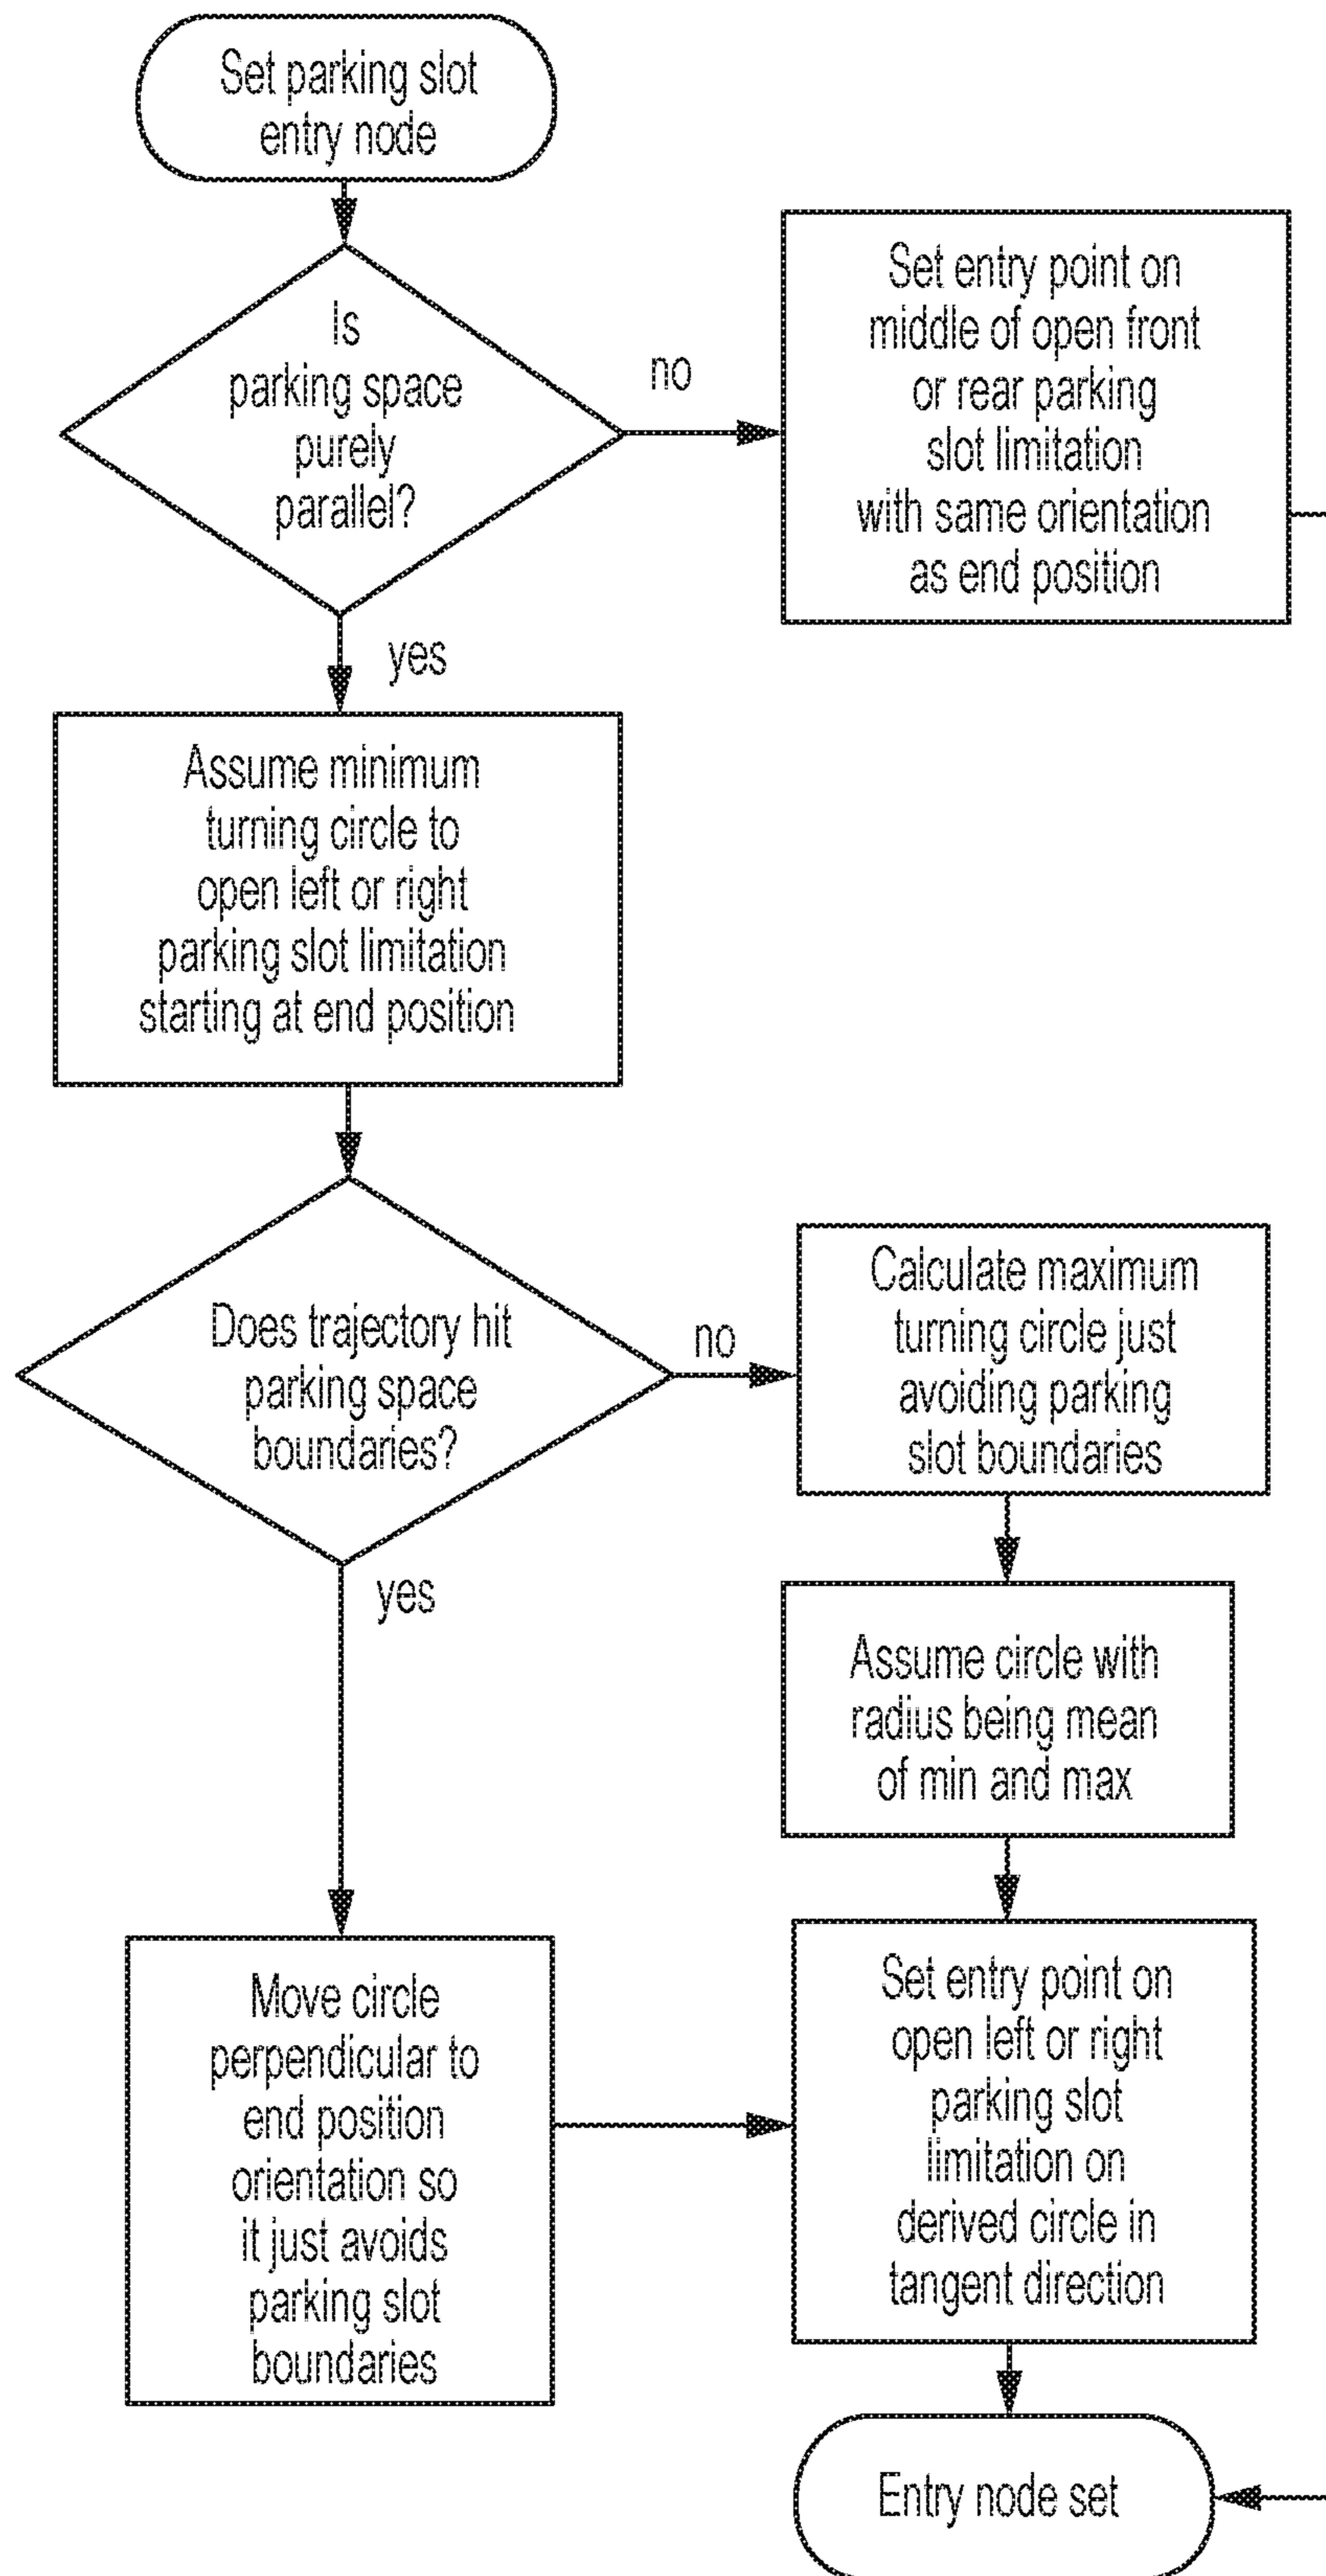 Set parking slot
entry node
Is
parking space
purely
parallel?
no
Set entry point on
middle of open front
or rear parking
slot limitation
with same orientation
as end position
yes
Assume minimum
turning circle to
open left or right
parking slot limitation
starting at end position
Does trajectory hit
parking space
boundaries?
no
Calculate maximum
turning circle just
avoiding parking
slot boundaries
yes
Assume circle with
radius being mean
of min and max
Move circle
perpendicular to
end position
orientation so
it just avoids
parking slot
boundaries
Set entry point on
open left or right
parking slot
limitation on
derived circle in
tangent direction
Entry node set